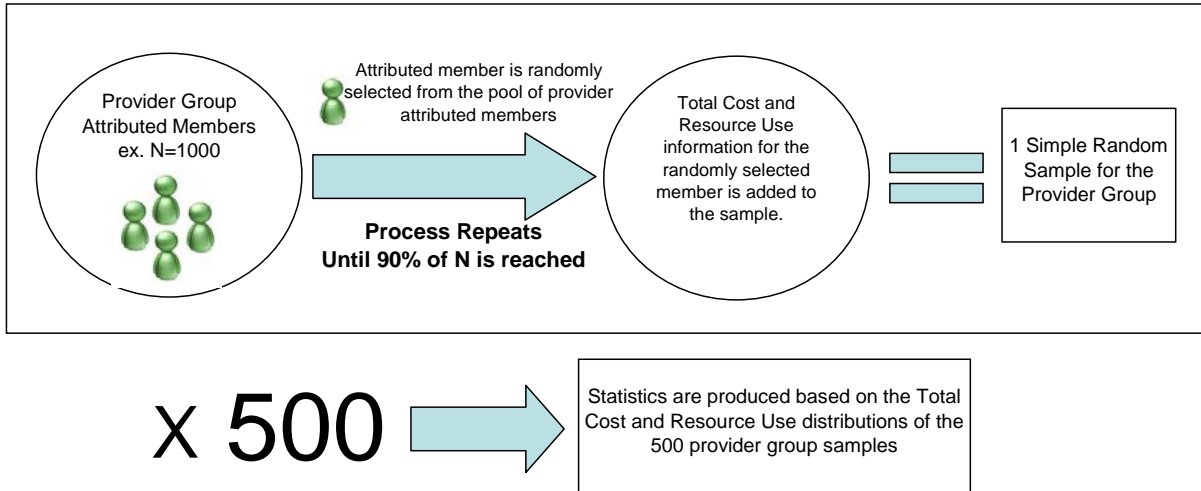 Provider Group
Attributed Members
ex. N=1000
Attributed member is randomly
selected from the pool of provider
attributed members
Process Repeats
Until 90% of N is reached
Total Cost and
Resource Use
information for the
randomly selected
member is added to
the sample.
1 Simple Random
Sample for the
Provider Group
X 500
Statistics are produced based on the Total
Cost and Resource Use distributions of the
500 provider group samples